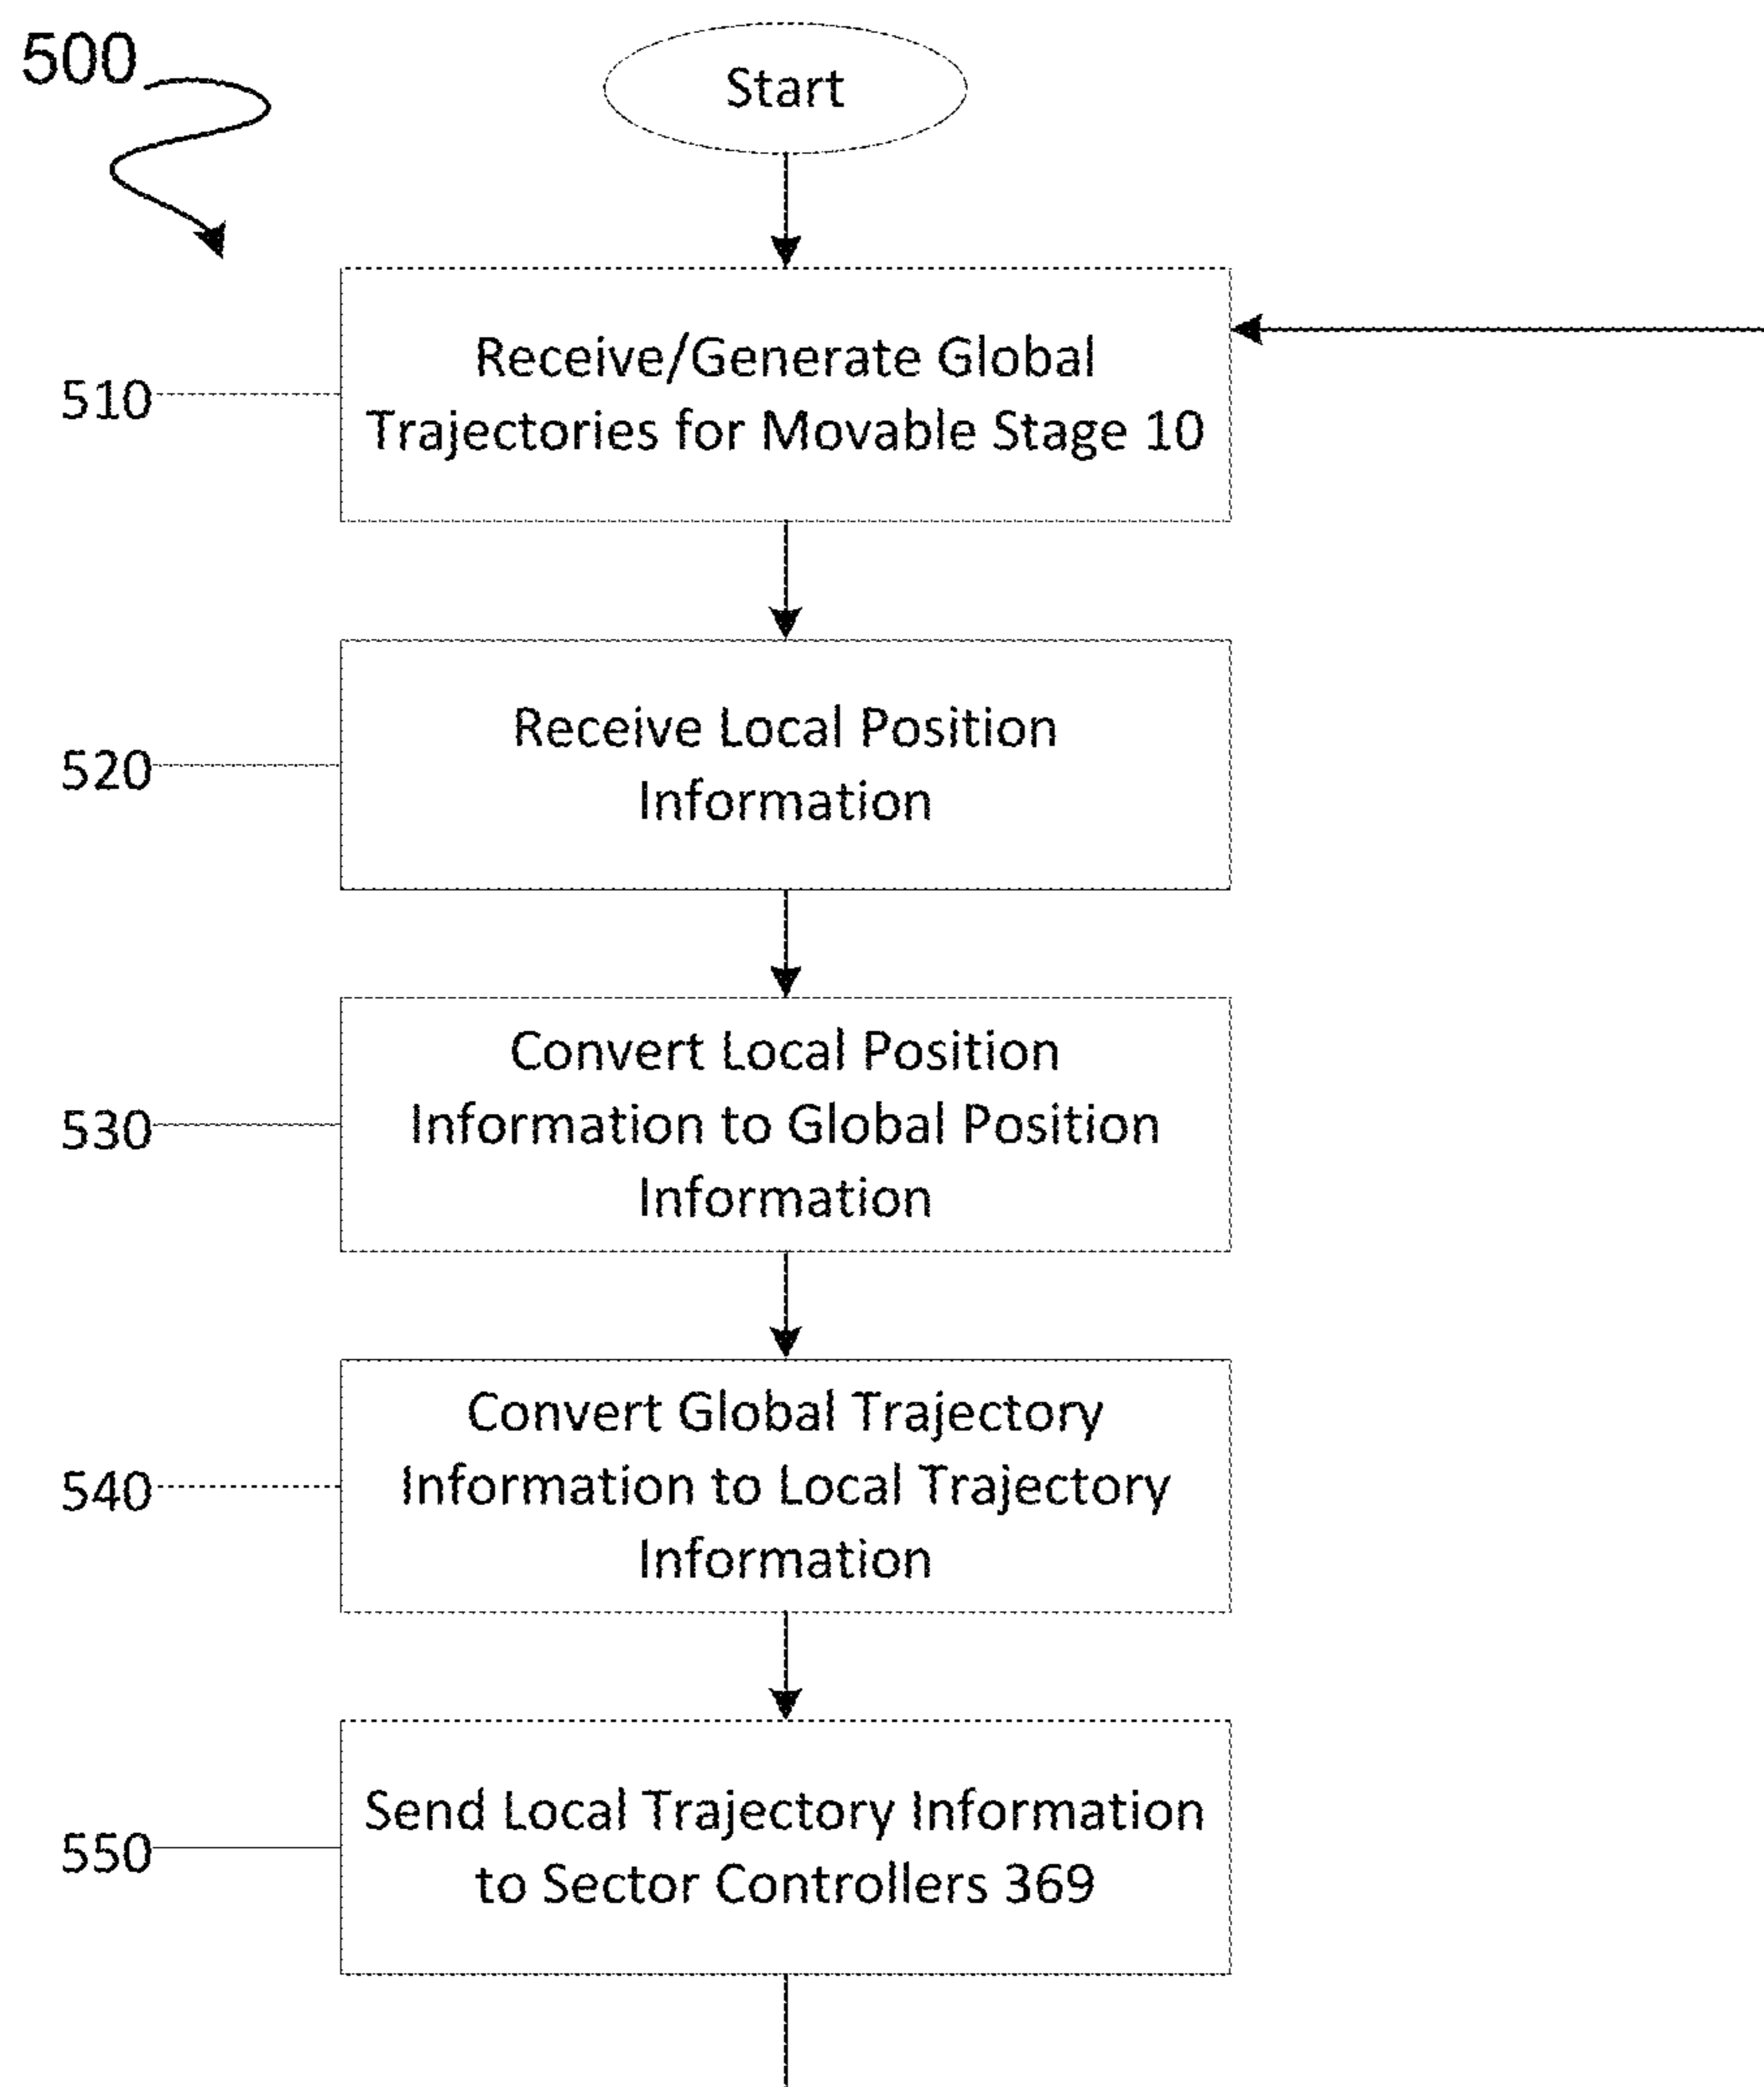 500
Start
510
Receive/Generate Global
Trajectories for Movable Stage 10
520
Receive Local Position
Information
530
Convert Local Position
Information to Global Position
Information
540
Convert Global Trajectory
Information to Local Trajectory
Information
550
Send Local Trajectory Information
to Sector Controllers 369